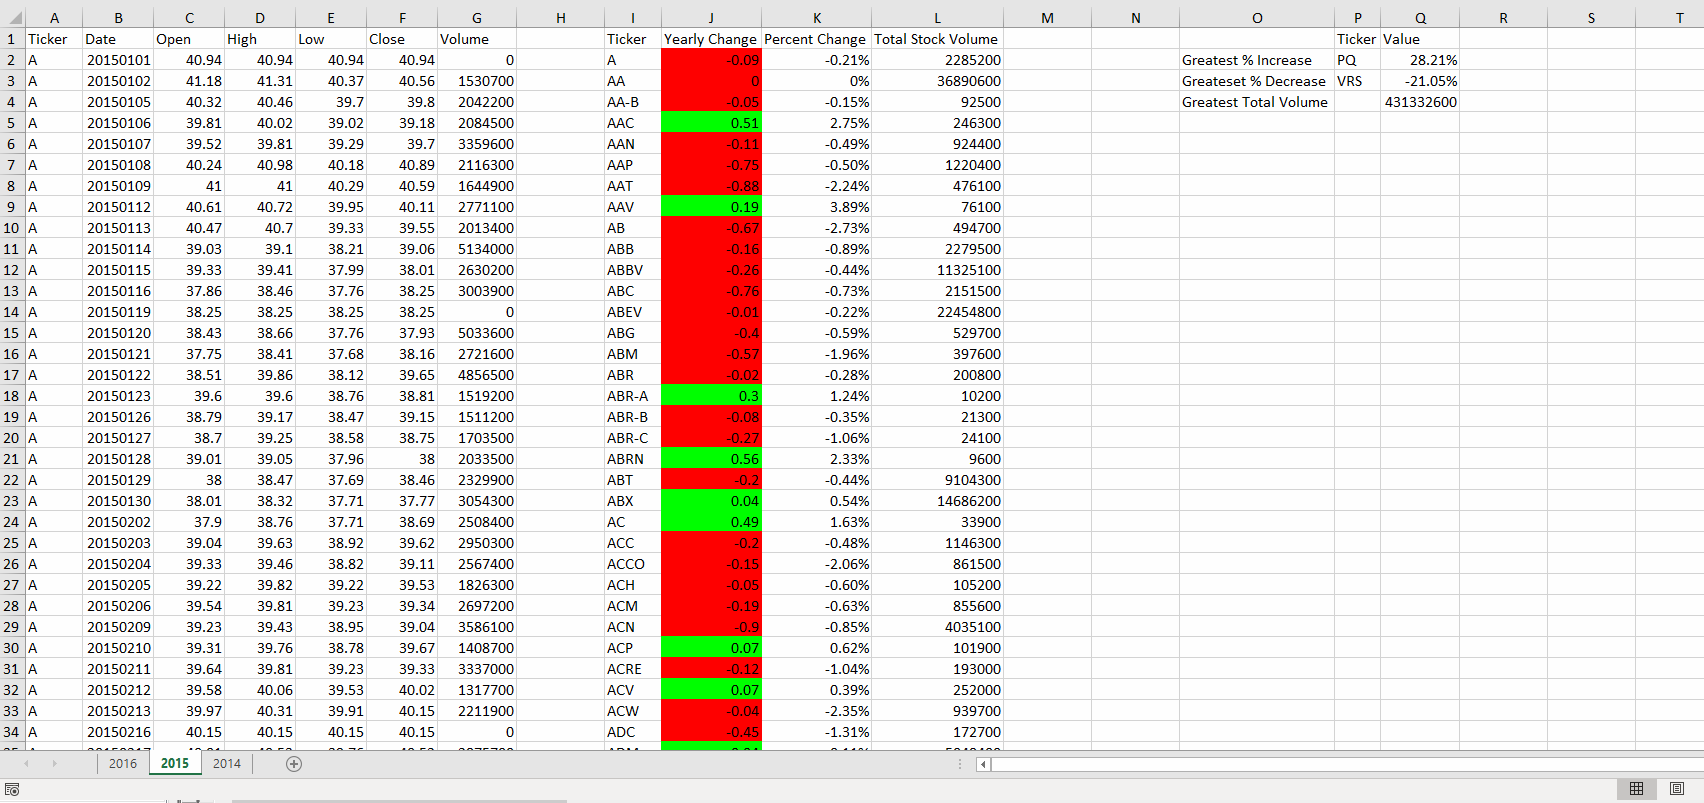 A B C D E F G H I J K L M N O P Q R S T
1 Ticker Date Open High Low Close Volume Ticker Yearly Change Percent Change Total Stock Volume Ticker Value
2 A 20150101 40.94 40.94 40.94 40.94 0 A -0.09 -0.21% 2285200 Greatest % Increase PQ 28.21%
3 A 20150102 41.18 41.31 40.37 40.56 1530700 AA 0 0% 36890600 Greateset % Decrease VRS -21.05%
4 A 20150105 40.32 40.46 39.7 39.8 2042200 AA-B -0.05 -0.15% 92500 Greatest Total Volume 431332600
5 A 20150106 39.81 40.02 39.02 39.18 2084500 AAC 0.51 2.75% 246300
6 A 20150107 39.52 39.81 39.29 39.7 3359600 AAN -0.11 -0.49% 924400
7 A 20150108 40.24 40.98 40.18 40.89 2116300 AAP -0.75 -0.50% 1220400
8 A 20150109 41 41 40.29 40.59 1644900 AAT -0.88 -2.24% 476100
9 A 20150112 40.61 40.72 39.95 40.11 2771100 AAV 0.19 3.89% 76100
10 A 20150113 40.47 40.7 39.33 39.55 2013400 AB -0.67 -2.73% 494700
11 A 20150114 39.03 39.1 38.21 39.06 5134000 ABB -0.16 -0.89% 2279500
12 A 20150115 39.33 39.41 37.99 38.01 2630200 ABBV -0.26 -0.44% 11325100
13 A 20150116 37.86 38.46 37.76 38.25 3003900 ABC -0.76 -0.73% 2151500
14 A 20150119 38.25 38.25 38.25 38.25 0 ABEV -0.01 -0.22% 22454800
15 A 20150120 38.43 38.66 37.76 37.93 5033600 ABG -0.4 -0.59% 529700
16 A 20150121 37.75 38.41 37.68 38.16 2721600 ABM -0.57 -1.96% 397600
17 A 20150122 38.51 39.86 38.12 39.65 4856500 ABR -0.02 -0.28% 200800
18 A 20150123 39.6 39.6 38.76 38.81 1519200 ABR-A 0.3 1.24% 10200
19 A 20150126 38.79 39.17 38.47 39.15 1511200 ABR-B -0.08 -0.35% 21300
20 A 20150127 38.7 39.25 38.58 38.75 1703500 ABR-C -0.27 -1.06% 24100
21 A 20150128 39.01 39.05 37.96 38 2033500 ABRN 0.56 2.33% 9600
22 A 20150129 38 38.47 37.69 38.46 2329900 ABT -0.2 -0.44% 9104300
23 A 20150130 38.01 38.32 37.71 37.77 3054300 ABX 0.04 0.54% 14686200
24 A 20150202 37.9 38.76 37.71 38.69 2508400 AC 0.49 1.63% 33900
25 A 20150203 39.04 39.63 38.92 39.62 2950300 ACC -0.2 -0.48% 1146300
26 A 20150204 39.33 39.46 38.82 39.11 2567400 ACCO -0.15 -2.06% 861500
27 A 20150205 39.22 39.82 39.22 39.53 1826300 ACH -0.05 -0.60% 105200
28 A 20150206 39.54 39.81 39.23 39.34 2697200 ACM -0.19 -0.63% 855600
29 A 20150209 39.23 39.43 38.95 39.04 3586100 ACN -0.9 -0.85% 4035100
30 A 20150210 39.31 39.76 38.78 39.67 1408700 ACP 0.07 0.62% 101900
31 A 20150211 39.64 39.81 39.23 39.33 3337000 ACRE -0.12 -1.04% 193000
32 A 20150212 39.58 40.06 39.53 40.02 1317700 ACV 0.07 0.39% 252000
33 A 20150213 39.97 40.31 39.91 40.15 2211900 ACW -0.04 -2.35% 939700
34 A 20150216 40.15 40.15 40.15 40.15 0 ADC -0.45 -1.31% 172700
2016 2015 2014